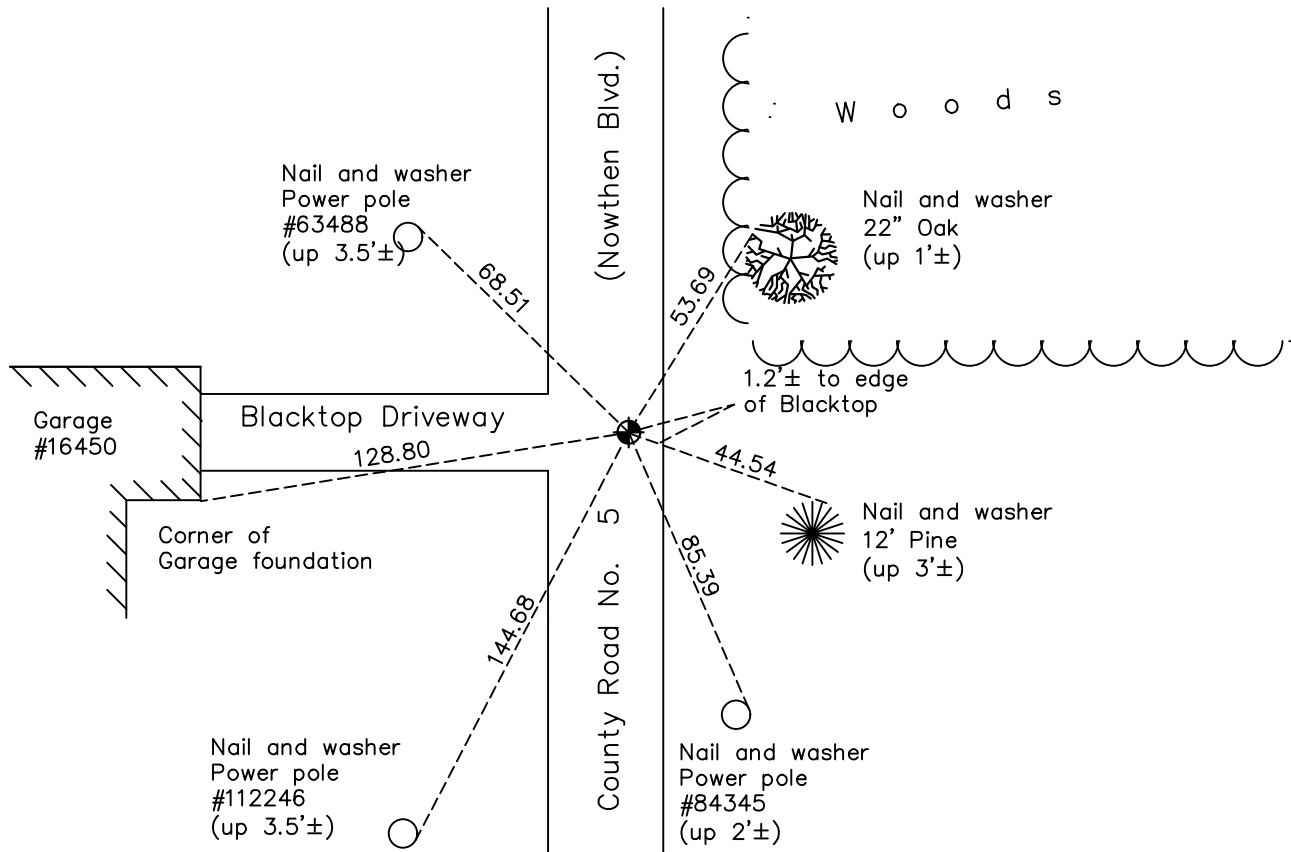 (Nowthen Blvd.)
Woods
Nail and washer
Power pole
#63488
(up 3.5'±)
68.51
53.69
Nail and washer
22" Oak
(up 1'±)
1.2'± to edge
of Blacktop
Garage
#16450
Blacktop Driveway
128.80
44.54
Corner of
Garage foundation
Nail and washer
12' Pine
(up 3'±)
144.68
85.39
County Road No. 5
Nail and washer
Power pole
#112246
(up 3.5'±)
Nail and washer
Power pole
#84345
(up 2'±)